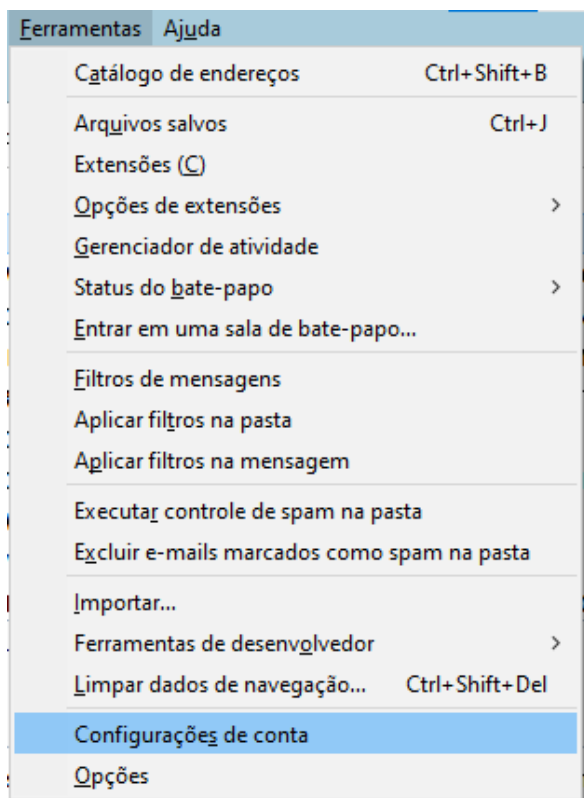 Ferramentas Ajuda
Catálogo de endereços Ctrl+Shift+B
Arquivos salvos Ctrl+J
Extensões (C)
Opções de extensões
Gerenciador de atividade
Status do bate-papo
Entrar em uma sala de bate-papo...
Filtros de mensagens
Aplicar filtros na pasta
Aplicar filtros na mensagem
Executar controle de spam na pasta
Excluir e-mails marcados como spam na pasta
Importar...
Ferramentas de desenvolvedor
Limpar dados de navegação... Ctrl+Shift+Del
Configurações de conta
Opções